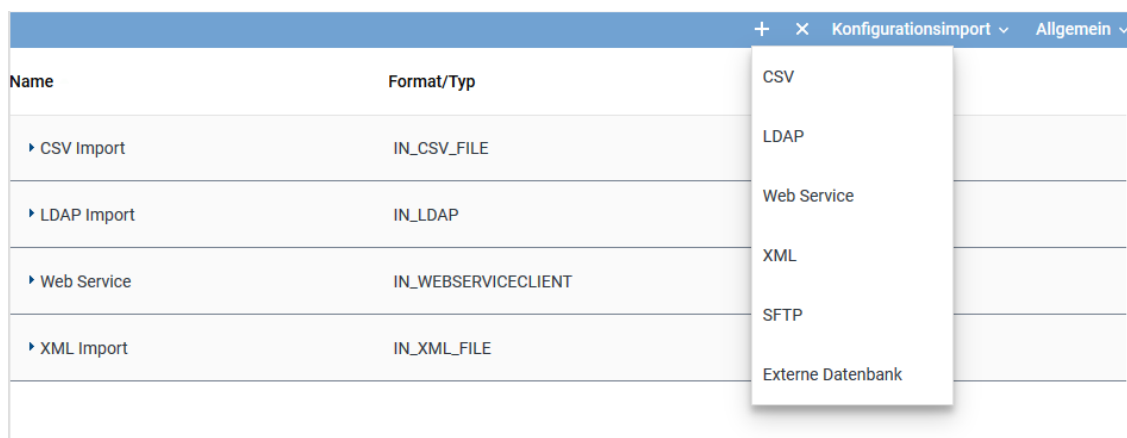 Konfigurationsimport Allgemein
Name Format/Typ
CSV
CSV Import IN_CSV_FILE
LDAP
LDAP Import IN_LDAP
Web Service
Web Service IN_WEBSERVICECLIENT
XML
SFTP
XML Import IN_XML_FILE
Externe Datenbank